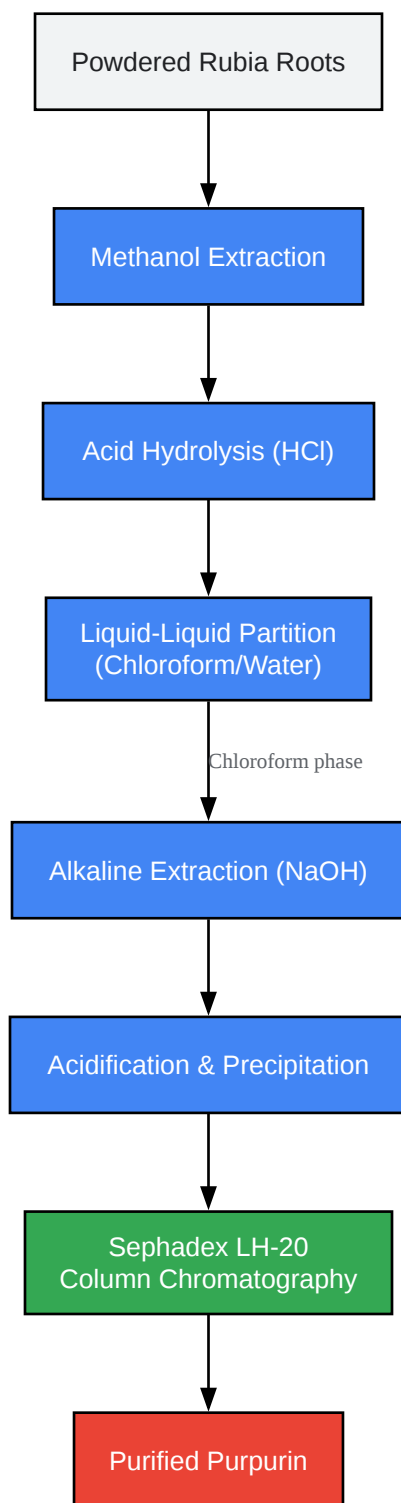 Powdered Rubia Roots
Methanol Extraction
Acid Hydrolysis (HCl)
Liquid-Liquid Partition
(Chloroform/Water)
Chloroform phase
Alkaline Extraction (NaOH)
Acidification & Precipitation
Sephadex LH-20
Column Chromatography
Purified Purpurin